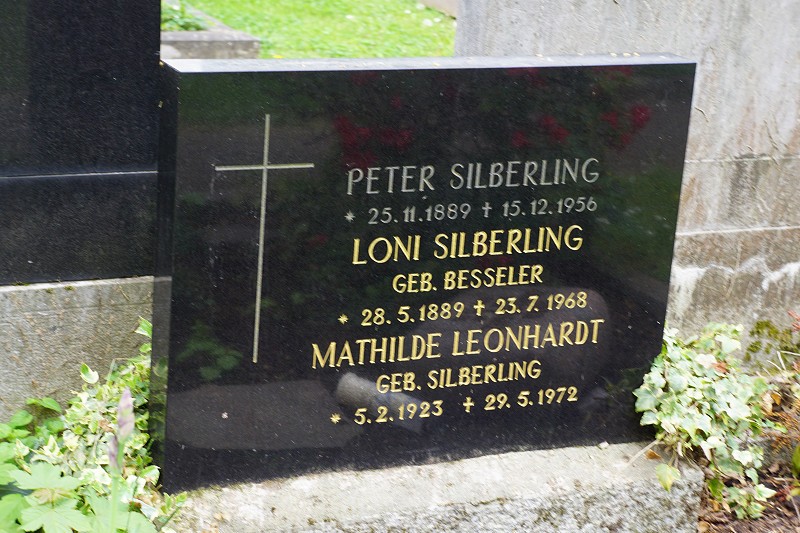 PETER SILBERLING
* 25.11.1889 † 15.12.1956
LONI SILBERLING
GEB. BESSELER
* 28.5.1889 † 23.7.1968
MATHILDE LEONHARDT
GEB. SILBERLING
* 5.2.1923 † 29.5.1972